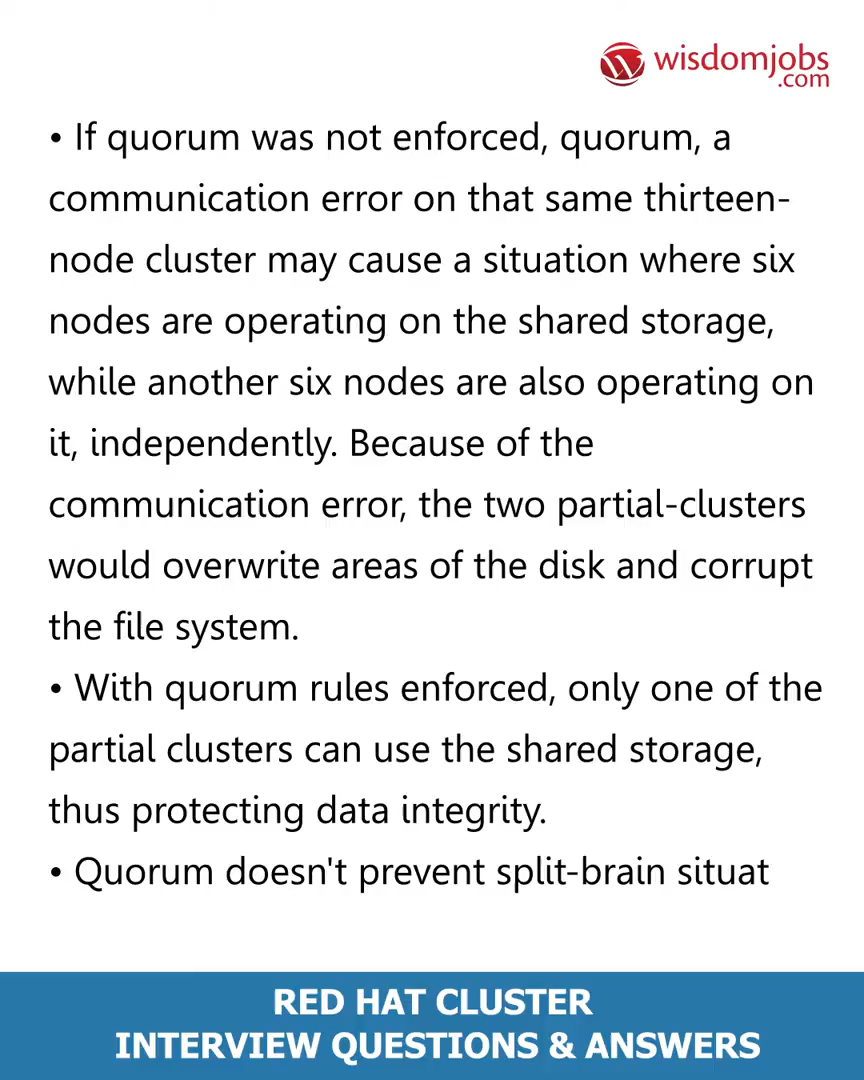 wisdomjobs
.com
• If quorum was not enforced, quorum, a
communication error on that same thirteen-
node cluster may cause a situation where six
nodes are operating on the shared storage,
while another six nodes are also operating on
it, independently. Because of the
communication error, the two partial-clusters
would overwrite areas of the disk and corrupt
the file system.
• With quorum rules enforced, only one of the
partial clusters can use the shared storage,
thus protecting data integrity.
• Quorum doesn't prevent split-brain situat
RED HAT CLUSTER
INTERVIEW QUESTIONS & ANSWERS